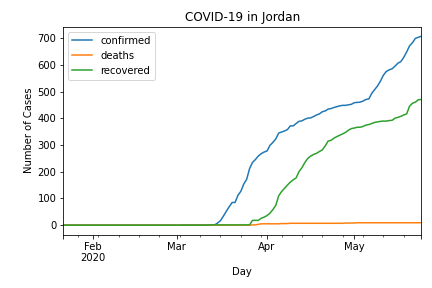 COVID-19 in Jordan
confirmed
deaths
recovered
700
600
500
400
300
200
100
0
Number of Cases
Feb
2020
Mar
Apr
May
Day